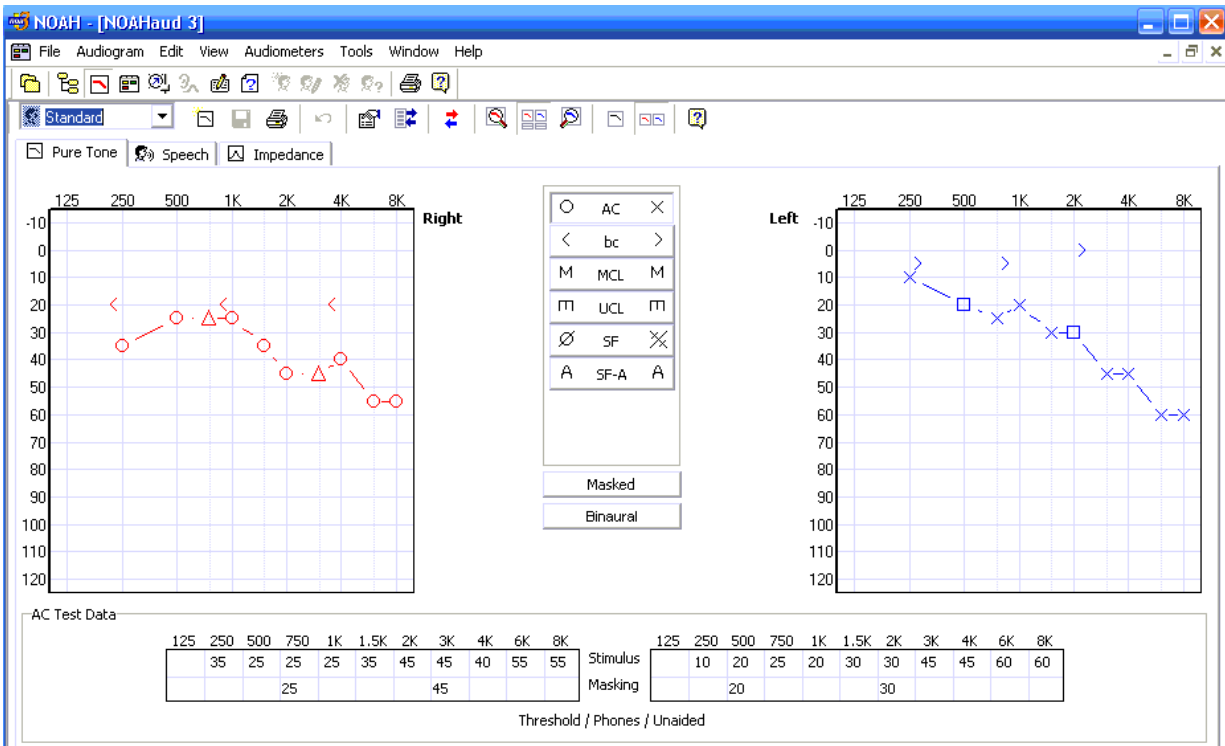 NOAH - [NOAHaud 3]
File Audiogram Edit View Audiometers Tools Window Help
Standard
Pure Tone Speech Impedance
125 250 500 1K 2K 4K 8K
Right
-10
0
10
20
30
40
50
60
70
80
90
100
110
120
AC
bc
M MCL M
UCL
SF
A SF-A A
Masked
Binaural
Left
125 250 500 1K 2K 4K 8K
-10
0
10
20
30
40
50
60
70
80
90
100
110
120
AC Test Data
125 250 500 750 1K 1.5K 2K 3K 4K 6K 8K
35 25 25 25 35 45 45 40 55 55
25 45
Stimulus
Masking
125 250 500 750 1K 1.5K 2K 3K 4K 6K 8K
10 20 25 20 30 30 45 45 60 60
20 30
Threshold / Phones / Unaided